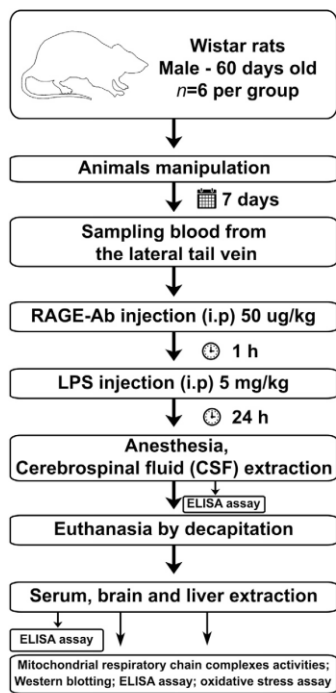 Wistar rats
Male - 60 days old
n=6 per group
Animals manipulation
7 days
Sampling blood from
the lateral tail vein
RAGE-Ab injection (i.p) 50 ug/kg
1 h
LPS injection (i.p) 5 mg/kg
24 h
Anesthesia,
Cerebrospinal fluid (CSF) extraction
ELISA assay
Euthanasia by decapitation
Serum, brain and liver extraction
ELISA assay
Mitochondrial respiratory chain complexes activities;
Western blotting; ELISA assay; oxidative stress assay